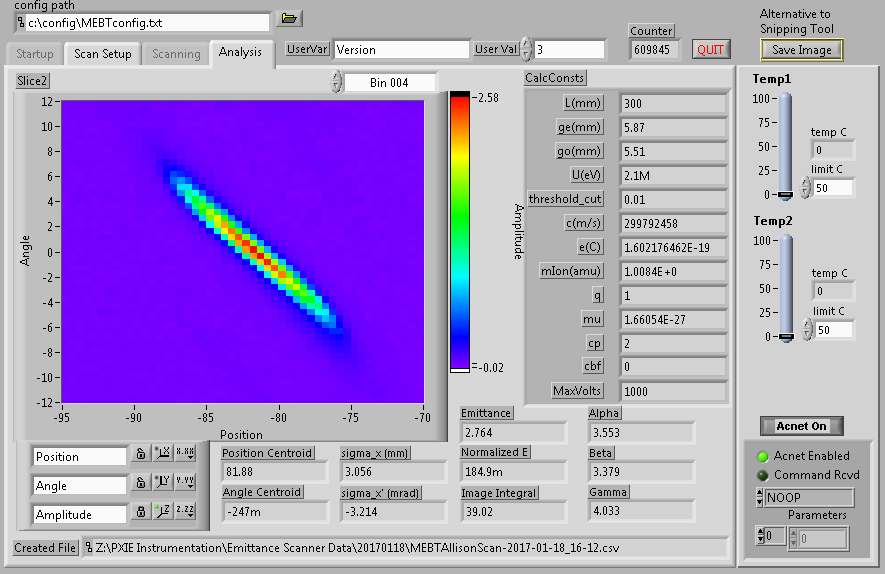 config path
c:\config\MEBTconfig.txt
Startup
Scan Setup
Scanning
Analysis
UserVar
Version
User Val
3
Counter
609845
QUIT
Alternative to
Snipping Tool
Save Image
Slice2
Bin 004
Angle
12
10
8
6
4
2
0
-2
-4
-6
-8
-10
-12
-95
-90
-85
-80
-75
-70
Position
2.58
-0.02
Amplitude
CalcConsts
L(mm)
300
ge(mm)
5.87
go(mm)
5.51
U(eV)
2.1M
threshold_cut
0.01
c(m/s)
299792458
e(C)
1.602176462E-19
mIon(amu)
1.0084E+0
q
1
mu
1.66054E-27
cp
2
cbf
0
MaxVolts
1000
Temp1
100
75
50
25
0
temp C
0
limit C
50
Temp2
100
75
50
25
0
temp C
0
limit C
50
Position
X.XX
Angle
Y.YY
Amplitude
Z.ZZ
Position Centroid
81.88
Angle Centroid
-247m
sigma_x (mm)
3.056
sigma_x' (mrad)
-3.214
Emittance
2.764
Normalized E
184.9m
Image Integral
39.02
Alpha
3.553
Beta
3.379
Gamma
4.033
Acnet On
Acnet Enabled
Command Rcvd
NOOP
Parameters
0
0
Created File
Z:\PXIE Instrumentation\Emittance Scanner Data\20170118\MEBTAllisonScan-2017-01-18_16-12.csv